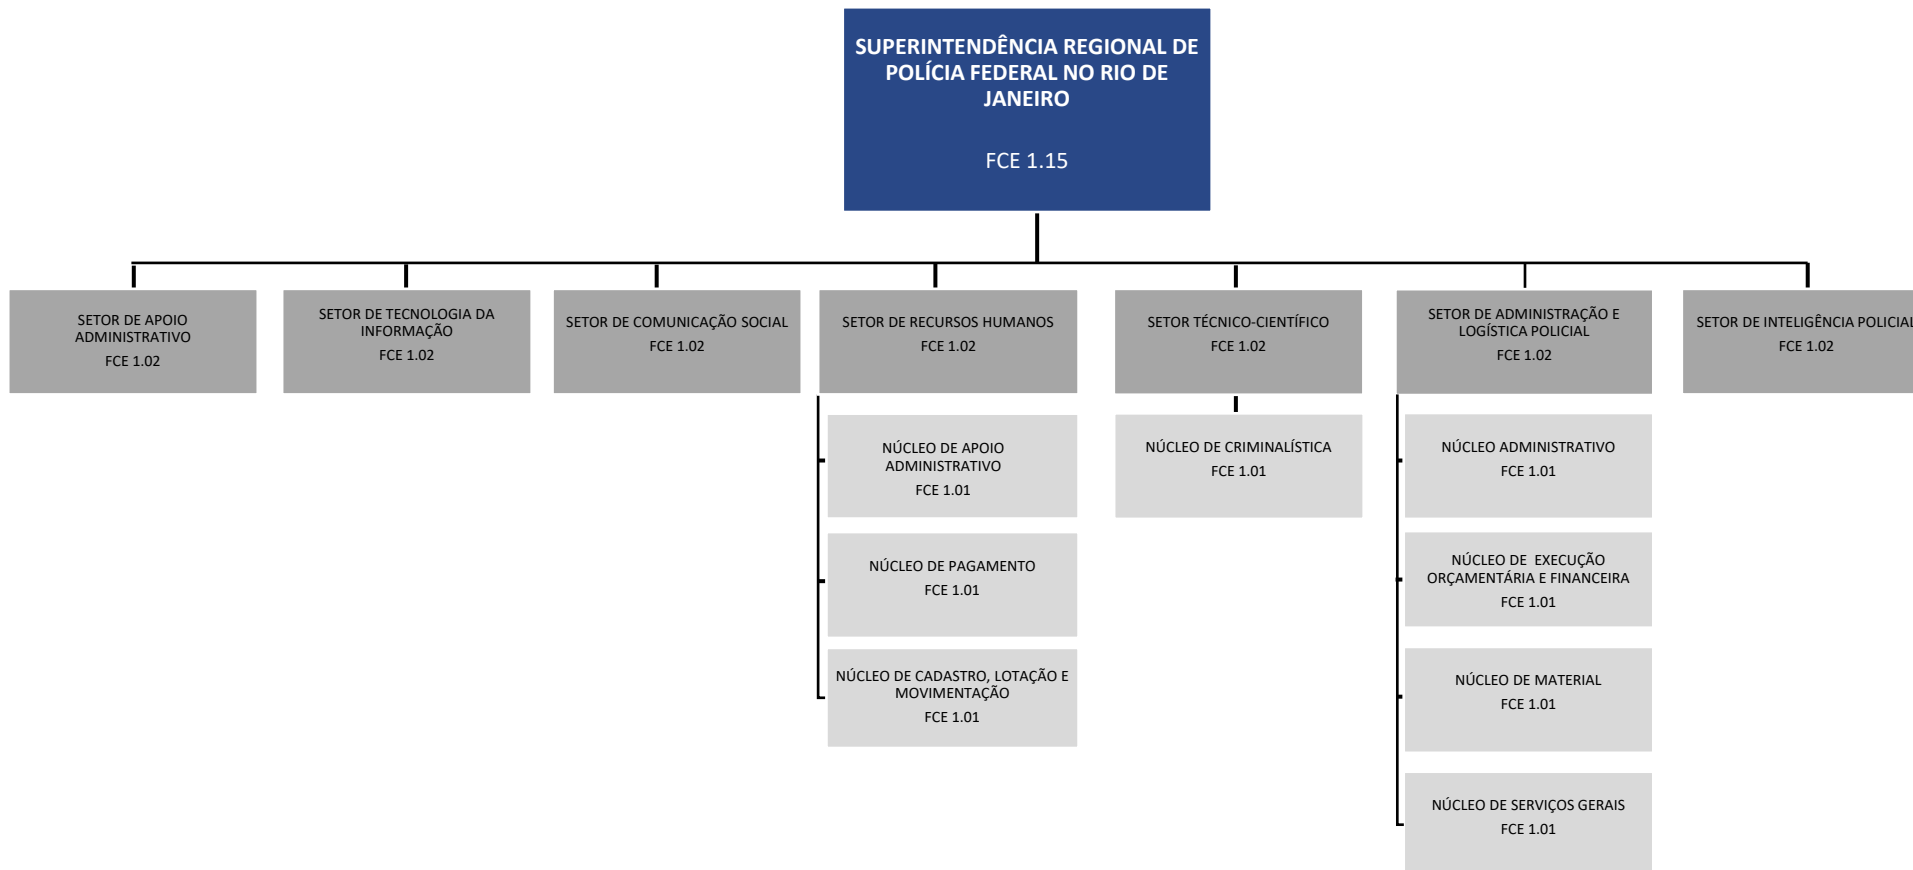 SUPERINTENDÊNCIA REGIONAL DE
POLÍCIA FEDERAL NO RIO DE
JANEIRO
FCE 1.15
SETOR DE APOIO
ADMINISTRATIVO
FCE 1.02
SETOR DE TECNOLOGIA DA
INFORMAÇÃO
FCE 1.02
SETOR DE COMUNICAÇÃO SOCIAL
FCE 1.02
SETOR DE RECURSOS HUMANOS
FCE 1.02
SETOR TÉCNICO-CIENTÍFICO
FCE 1.02
SETOR DE ADMINISTRAÇÃO E
LOGÍSTICA POLICIAL
FCE 1.02
SETOR DE INTELIGÊNCIA POLICIAL
FCE 1.02
NÚCLEO DE APOIO
ADMINISTRATIVO
FCE 1.01
NÚCLEO DE PAGAMENTO
FCE 1.01
NÚCLEO DE CADASTRO, LOTAÇÃO E
MOVIMENTAÇÃO
FCE 1.01
NÚCLEO DE CRIMINALÍSTICA
FCE 1.01
NÚCLEO ADMINISTRATIVO
FCE 1.01
NÚCLEO DE EXECUÇÃO
ORÇAMENTÁRIA E FINANCEIRA
FCE 1.01
NÚCLEO DE MATERIAL
FCE 1.01
NÚCLEO DE SERVIÇOS GERAIS
FCE 1.01